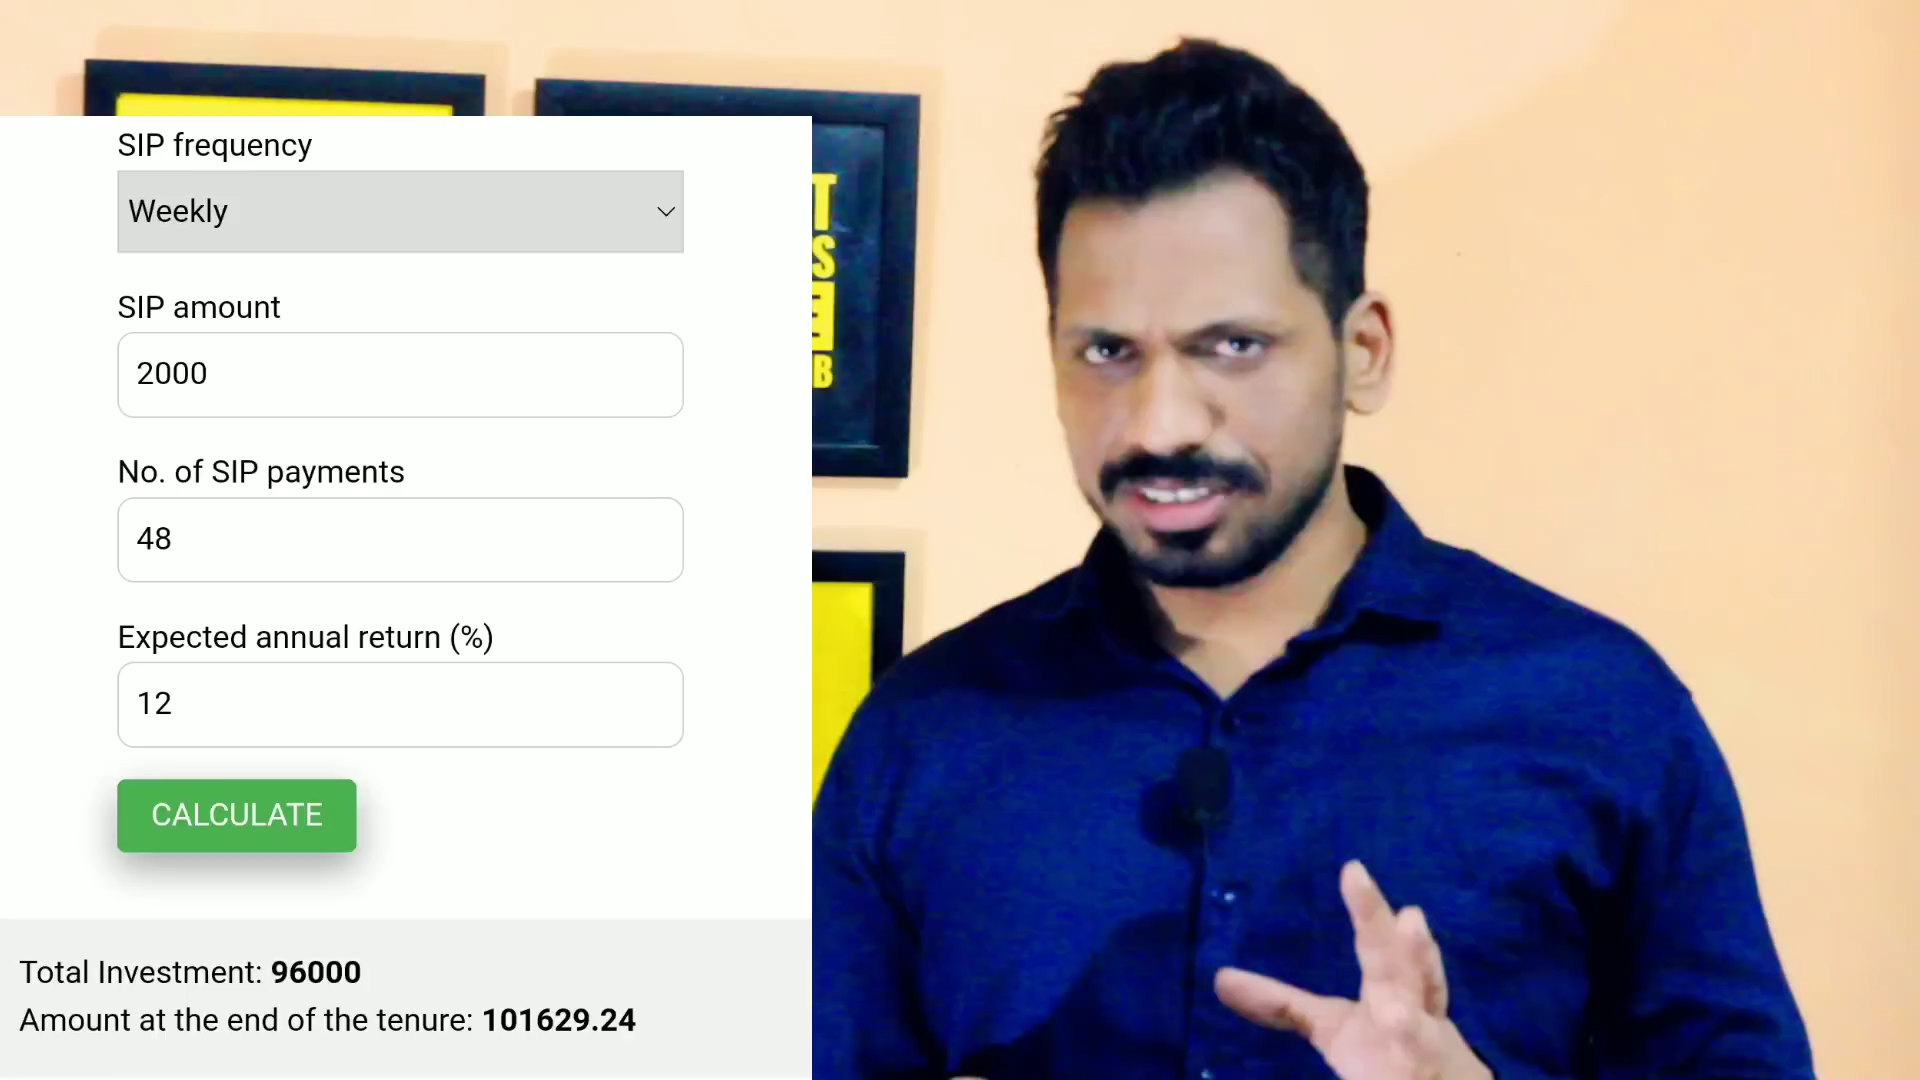 SIP frequency
Weekly
SIP amount
2000
No. of SIP payments
48
Expected annual return (%)
12
CALCULATE
Total Investment: 96000
Amount at the end of the tenure: 101629.24